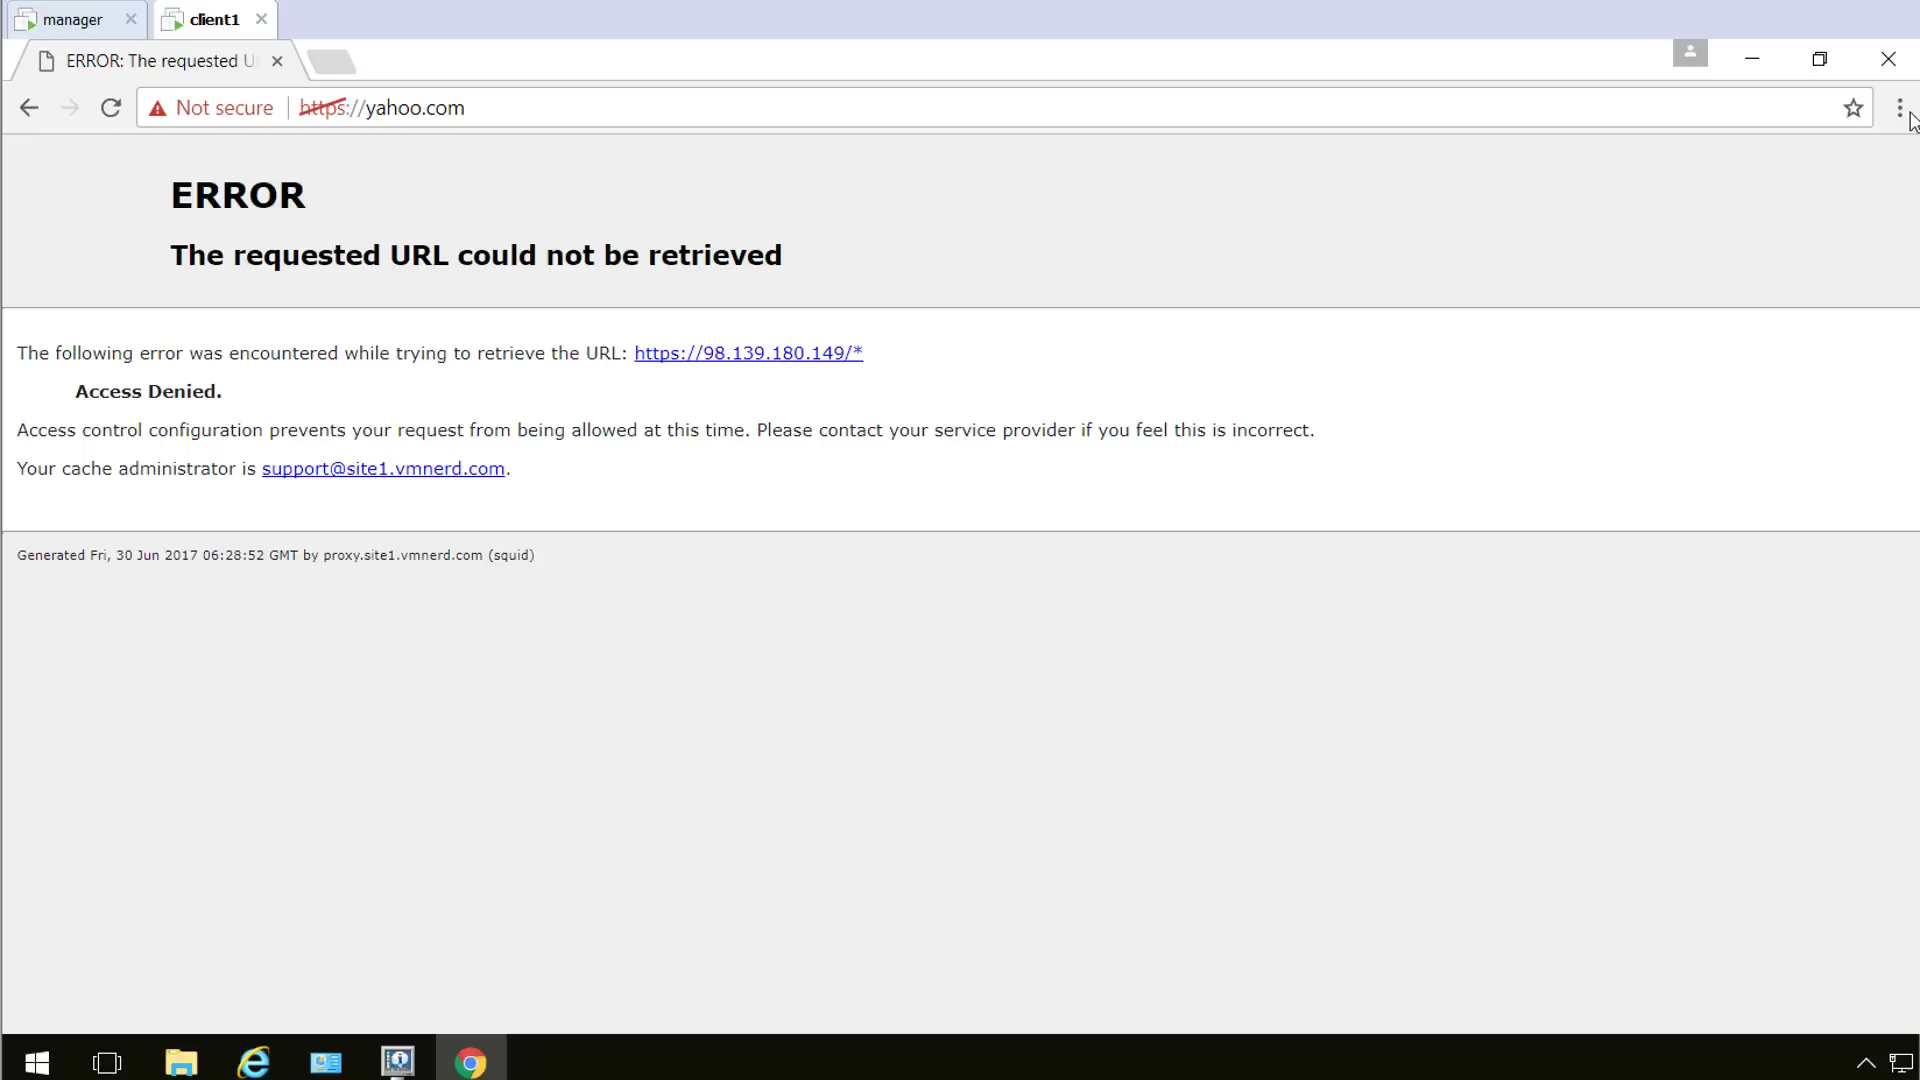 manager
client1
ERROR: The requested U
Not secure
https://yahoo.com
ERROR
The requested URL could not be retrieved
The following error was encountered while trying to retrieve the URL: https://98.139.180.149/*
Access Denied.
Access control configuration prevents your request from being allowed at this time. Please contact your service provider if you feel this is incorrect.
Your cache administrator is support@site1.vmnerd.com.
Generated Fri, 30 Jun 2017 06:28:52 GMT by proxy.site1.vmnerd.com (squid)